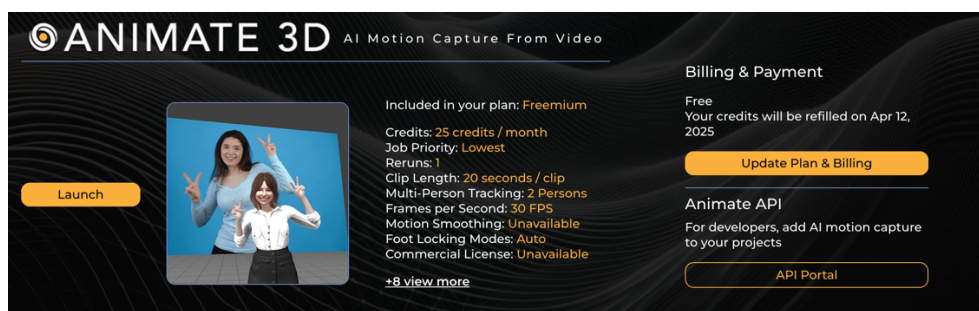 ANIMATE 3D AI Motion Capture From Video
Launch
Included in your plan: Freemium
Credits: 25 credits / month
Job Priority: Lowest
Reruns: 1
Clip Length: 20 seconds / clip
Multi-Person Tracking: 2 Persons
Frames per Second: 30 FPS
Motion Smoothing: Unavailable
Foot Locking Modes: Auto
Commercial License: Unavailable
+8 view more
Billing & Payment
Free
Your credits will be refilled on Apr 12,
2025
Update Plan & Billing
Animate API
For developers, add AI motion capture
to your projects
API Portal